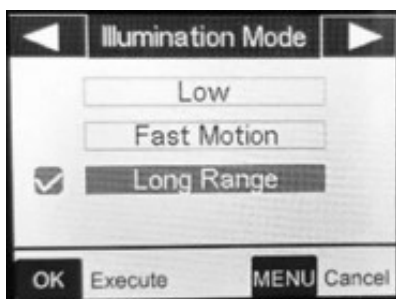 Illumination Mode
Low
Fast Motion
Long Range
OK Execute MENU Cancel